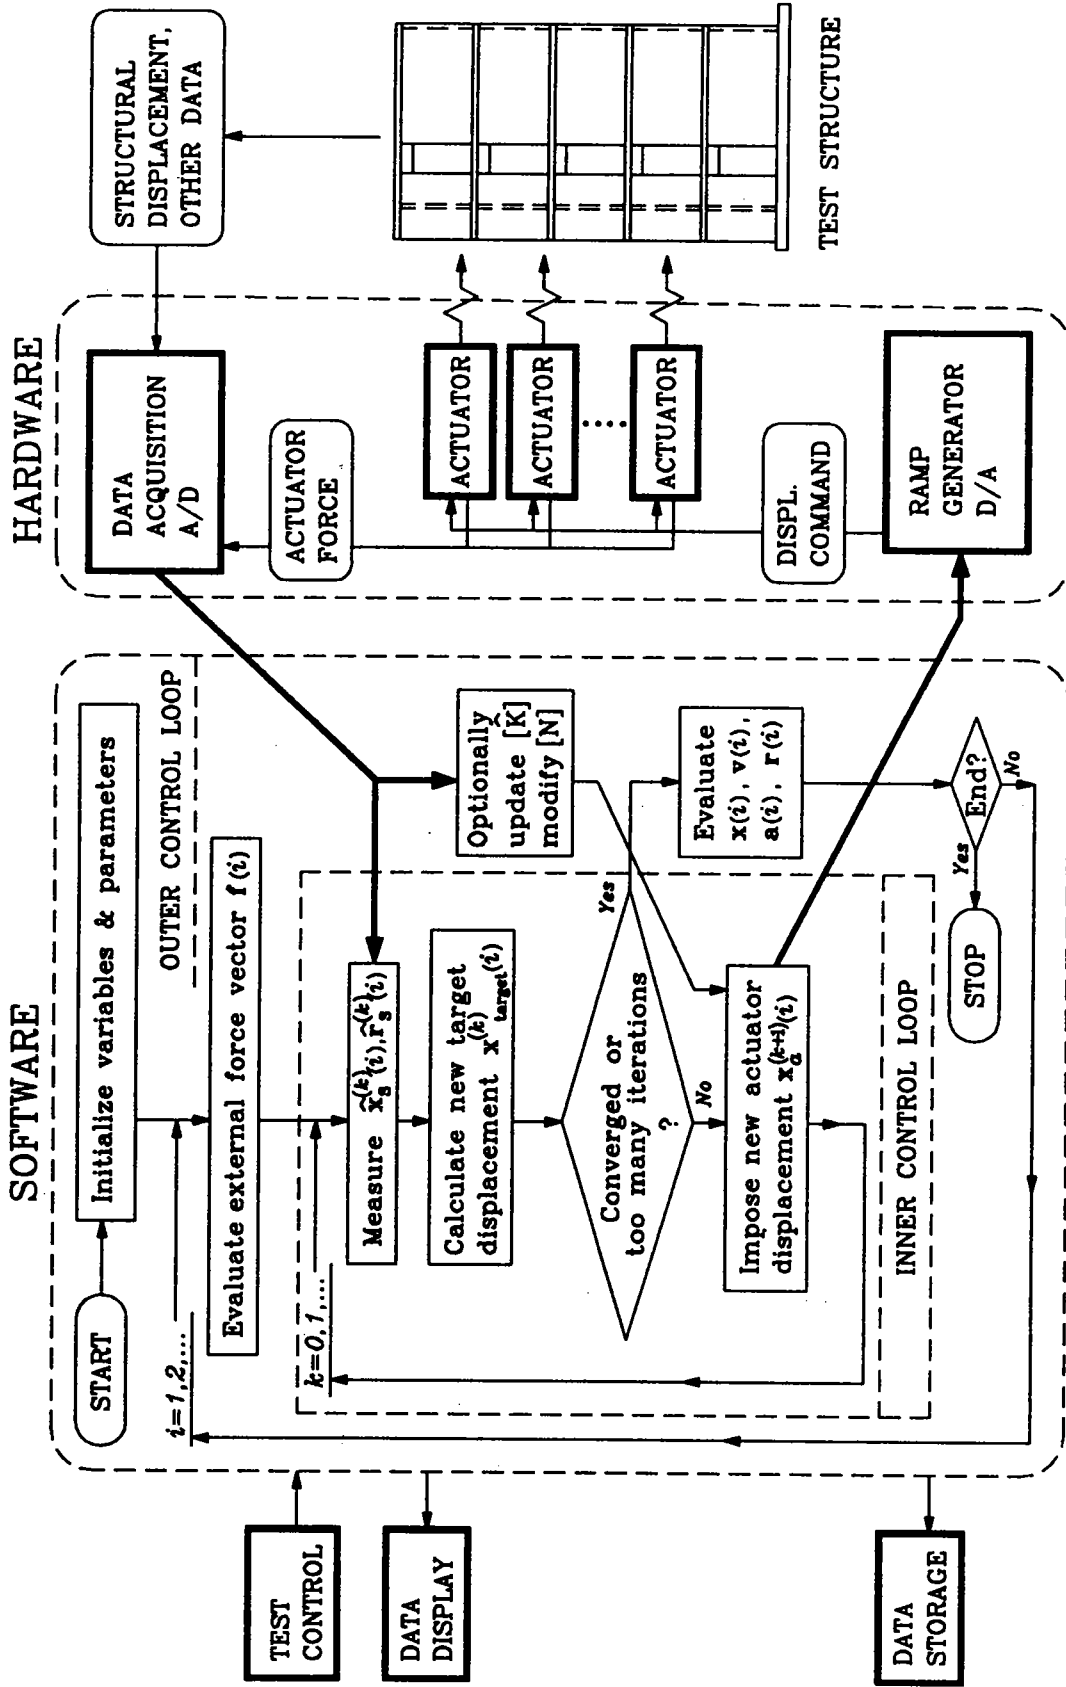 SOFTWARE
HARDWARE
TEST
CONTROL
DATA
DISPLAY
DATA
STORAGE
START
Initialize variables & parameters
i=1,2,...
OUTER CONTROL LOOP
Evaluate external force vector f(i)
k=0,1,...
Measure x̃ₛ⁽ᵏ⁾(i), r̃ₛ⁽ᵏ⁾(i)
Calculate new target
displacement x⁽ᵏ⁾target(i)
Converged or
too many iterations
?
Yes
No
Impose new actuator
displacement xₐ⁽ᵏ⁺¹⁾(i)
INNER CONTROL LOOP
Optionally
update [K̂]
modify [N]
Evaluate
x(i), v(i),
a(i), r(i)
End?
Yes
No
STOP
DATA
ACQUISITION
A/D
ACTUATOR
FORCE
ACTUATOR
ACTUATOR
....
ACTUATOR
DISPL.
COMMAND
RAMP
GENERATOR
D/A
STRUCTURAL
DISPLACEMENT,
OTHER DATA
TEST STRUCTURE